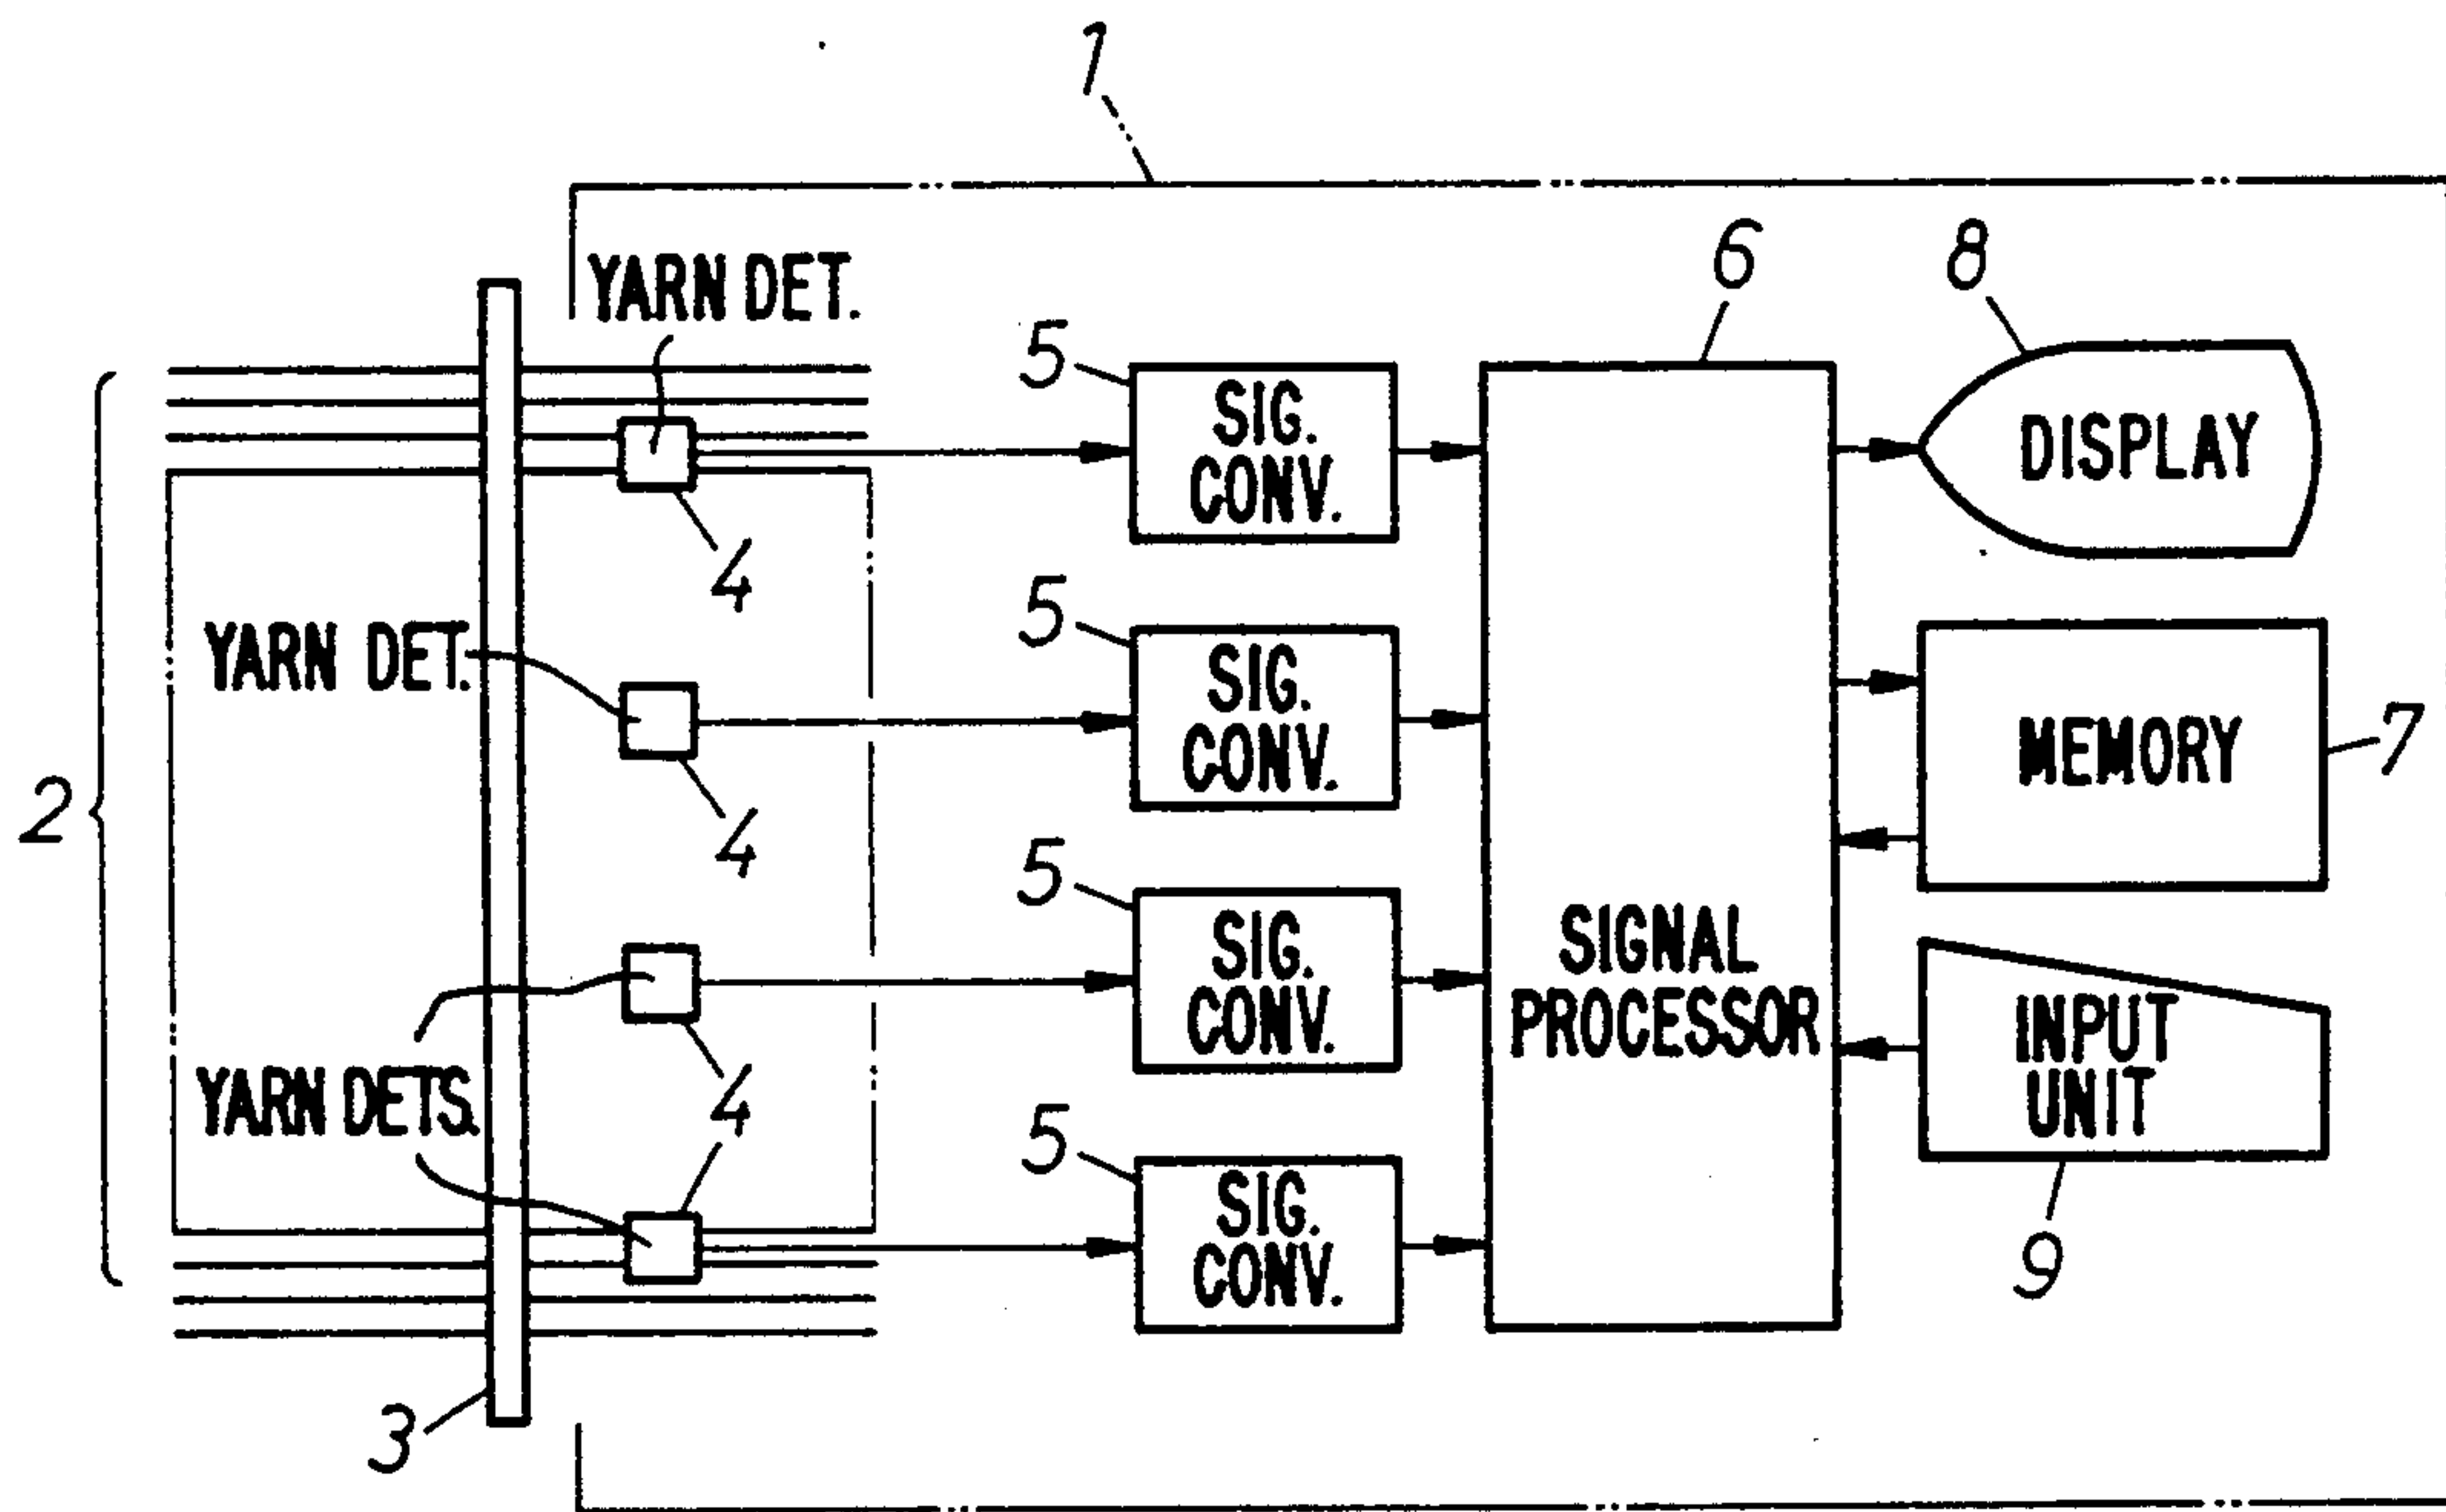 1
YARN DET.
6
8
5
SIG.
CONV.
DISPLAY
4
YARN DET.
5
SIG.
CONV.
MEMORY
7
2
4
5
SIG.
CONV.
SIGNAL
PROCESSOR
INPUT
UNIT
YARN DETS.
4
5
SIG.
CONV.
9
3